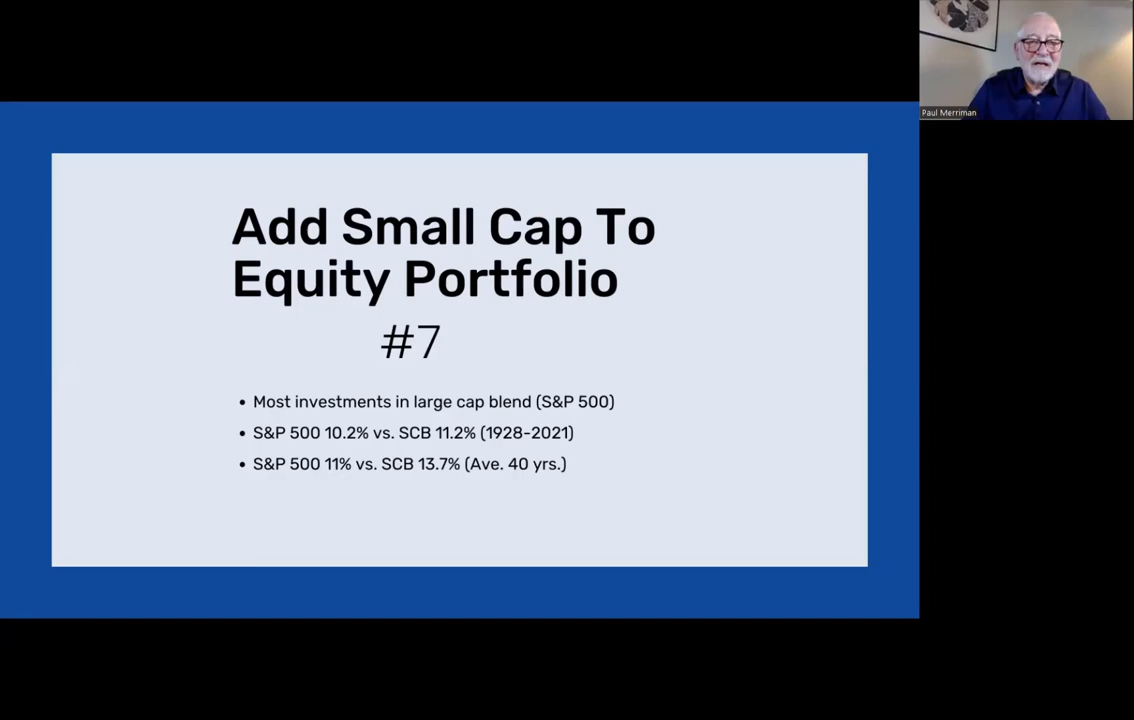 Paul Merriman
Add Small Cap To
Equity Portfolio
#7
• Most investments in large cap blend (S&P 500)
• S&P 500 10.2% vs. SCB 11.2% (1928-2021)
• S&P 500 11% vs. SCB 13.7% (Ave. 40 yrs.)